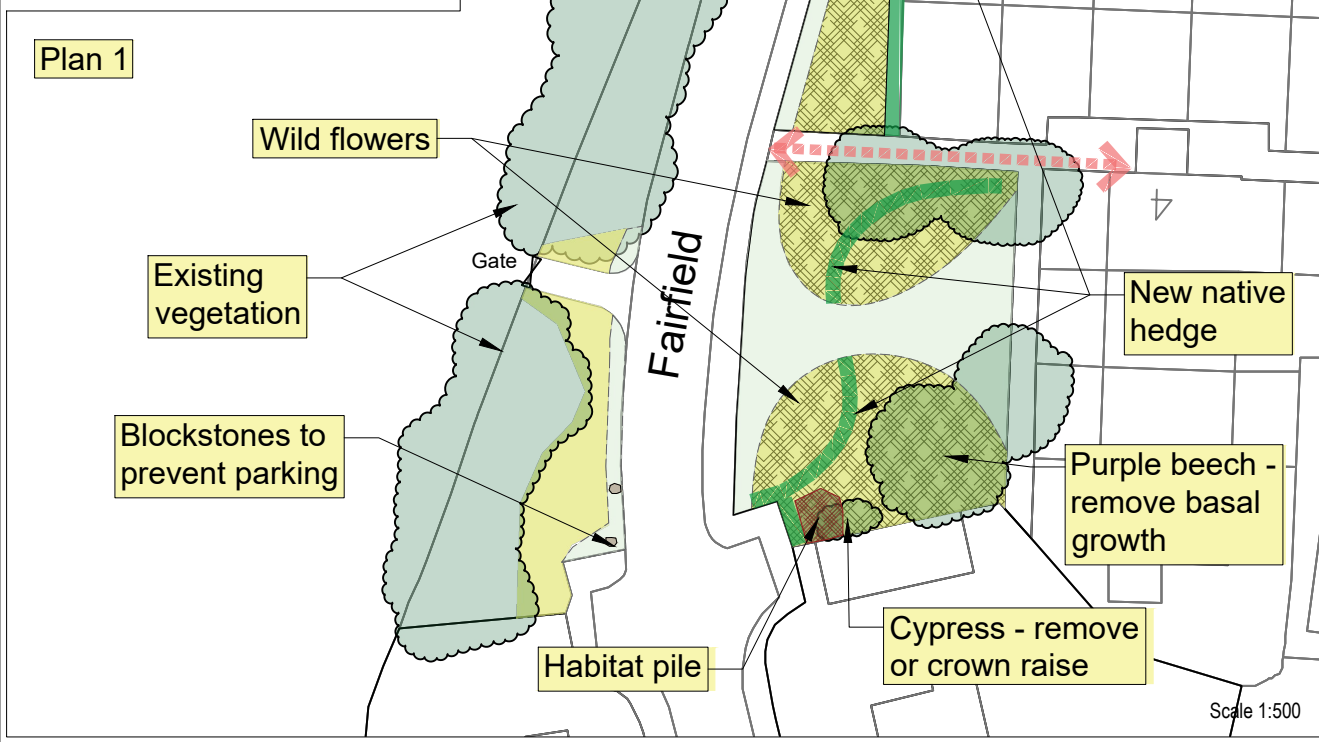 Plan 1
Wild flowers
Existing
vegetation
Gate
Fairfield
4
New native
hedge
Blockstones to
prevent parking
Purple beech -
remove basal
growth
Cypress - remove
or crown raise
Habitat pile
Scale 1:500